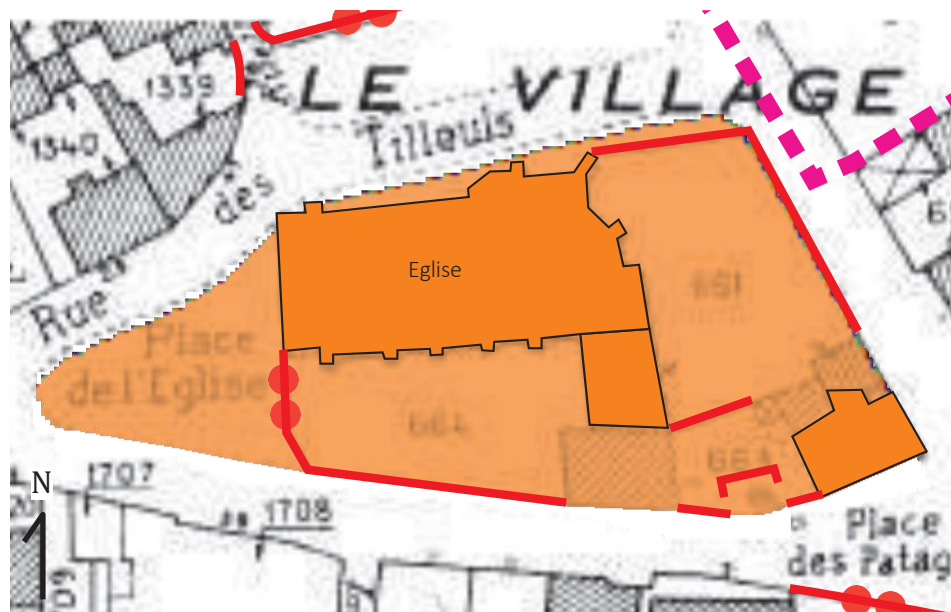 1339
LE VILLAGE
1340
Tilleuls
des
Rue
Eglise
661
Place
de l'Eglise
664
663
1707
N
1708
Place
des Patag
D9